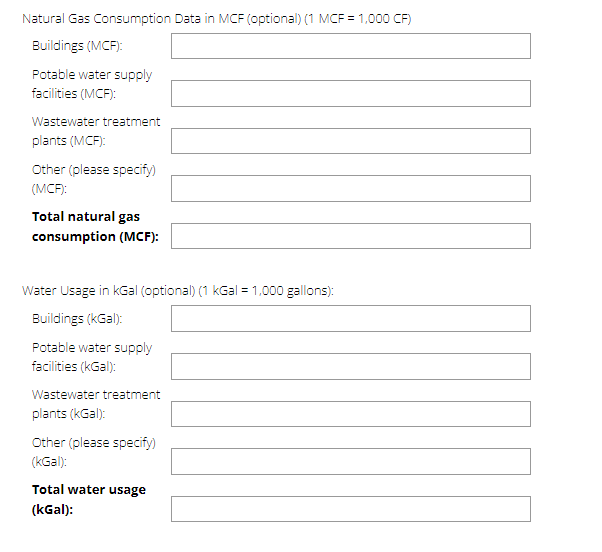 Natural Gas Consumption Data in MCF (optional) (1 MCF = 1,000 CF)
Buildings (MCF):
Potable water supply
facilities (MCF):
Wastewater treatment
plants (MCF):
Other (please specify)
(MCF):
Total natural gas
consumption (MCF):
Water Usage in kGal (optional) (1 kGal = 1,000 gallons):
Buildings (kGal):
Potable water supply
facilities (kGal):
Wastewater treatment
plants (kGal):
Other (please specify)
(kGal):
Total water usage
(kGal):